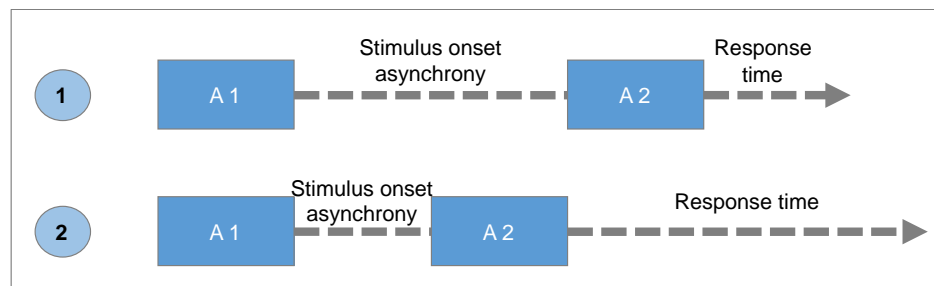 Stimulus onset
asynchrony
Response
time
1
A 1
A 2
Stimulus onset
asynchrony
Response time
2
A 1
A 2